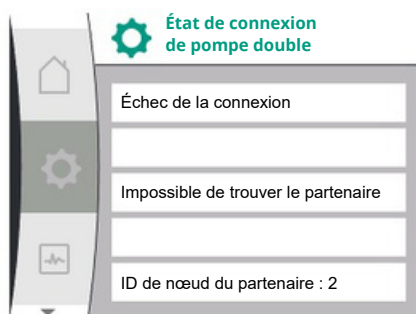 État de connexion
de pompe double
Échec de la connexion
Impossible de trouver le partenaire
ID de nœud du partenaire : 2